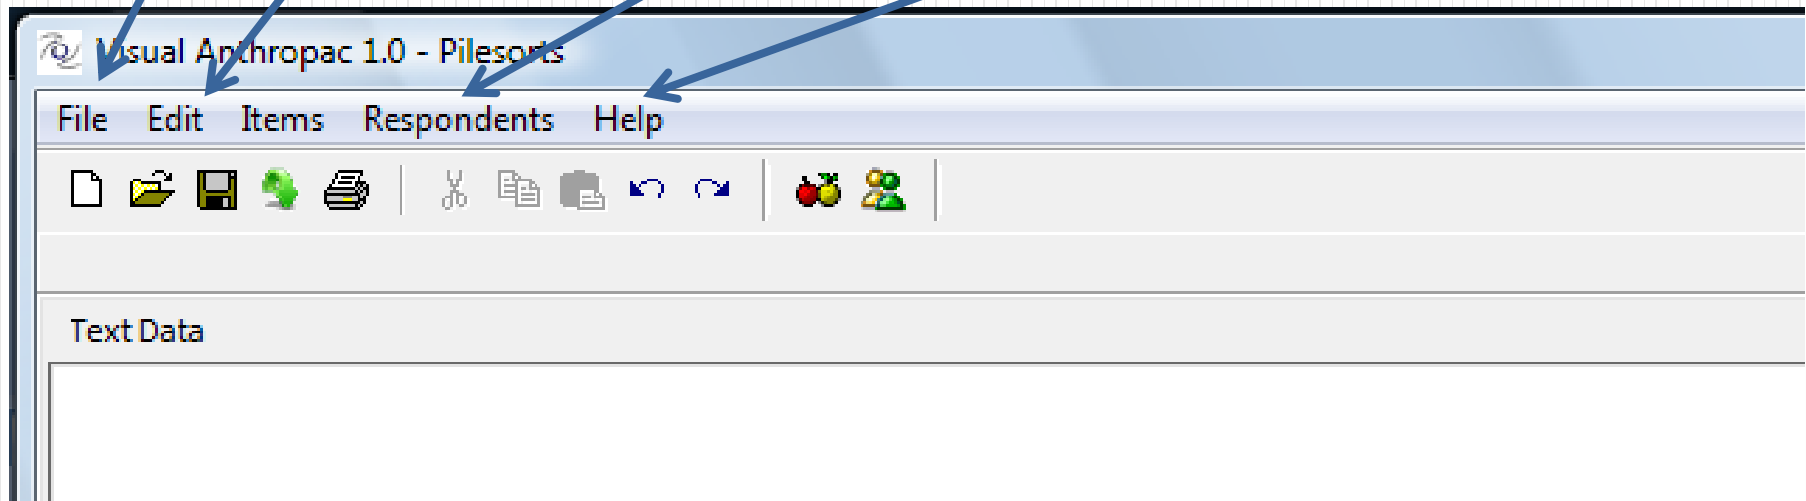 Visual Anthropac 1.0 - Pilesorts
File Edit Items Respondents Help
Text Data